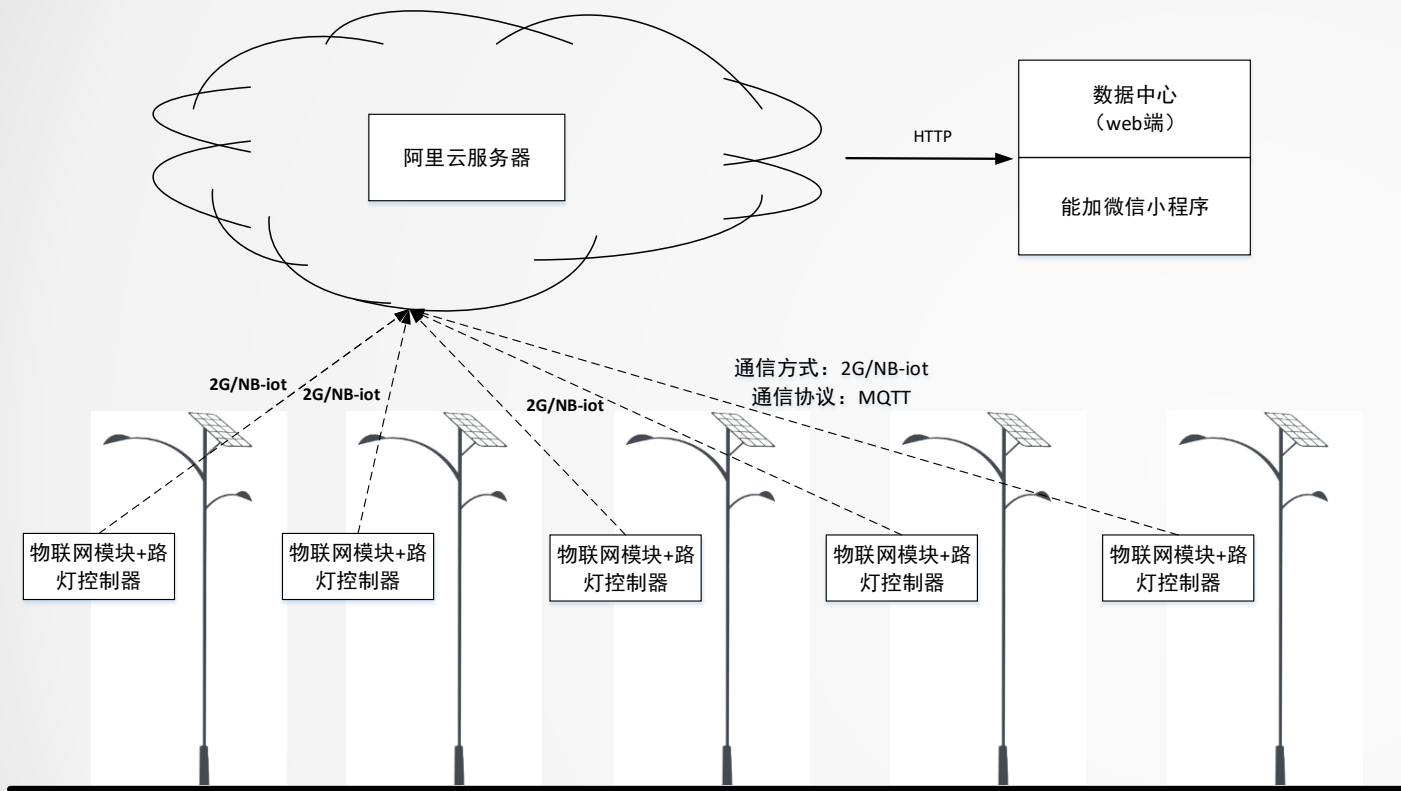 阿里云服务器
HTTP
数据中心
（web端）
能加微信小程序
2G/NB-iot
2G/NB-iot
2G/NB-iot
通信方式：2G/NB-iot
通信协议：MQTT
物联网模块+路
灯控制器
物联网模块+路
灯控制器
物联网模块+路
灯控制器
物联网模块+路
灯控制器
物联网模块+路
灯控制器